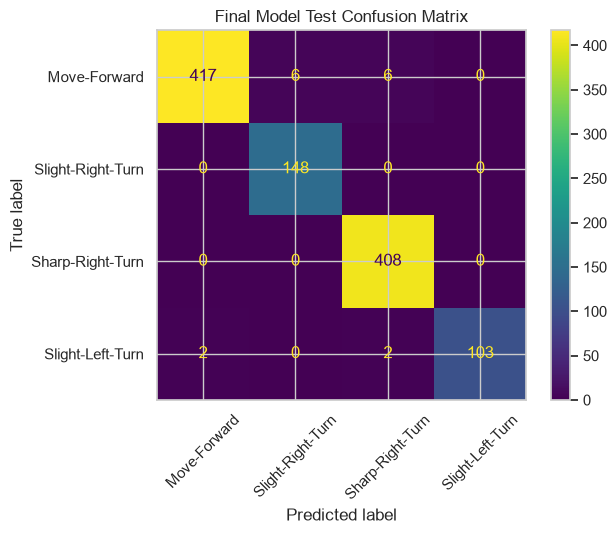 Final Model Test Confusion Matrix
Move-Forward 417 6 6 0
Slight-Right-Turn 0 148 0 0
Sharp-Right-Turn 0 0 408 0
Slight-Left-Turn 2 0 2 103
True label
Move-Forward
Slight-Right-Turn
Sharp-Right-Turn
Slight-Left-Turn
Predicted label
400
350
300
250
200
150
100
50
0